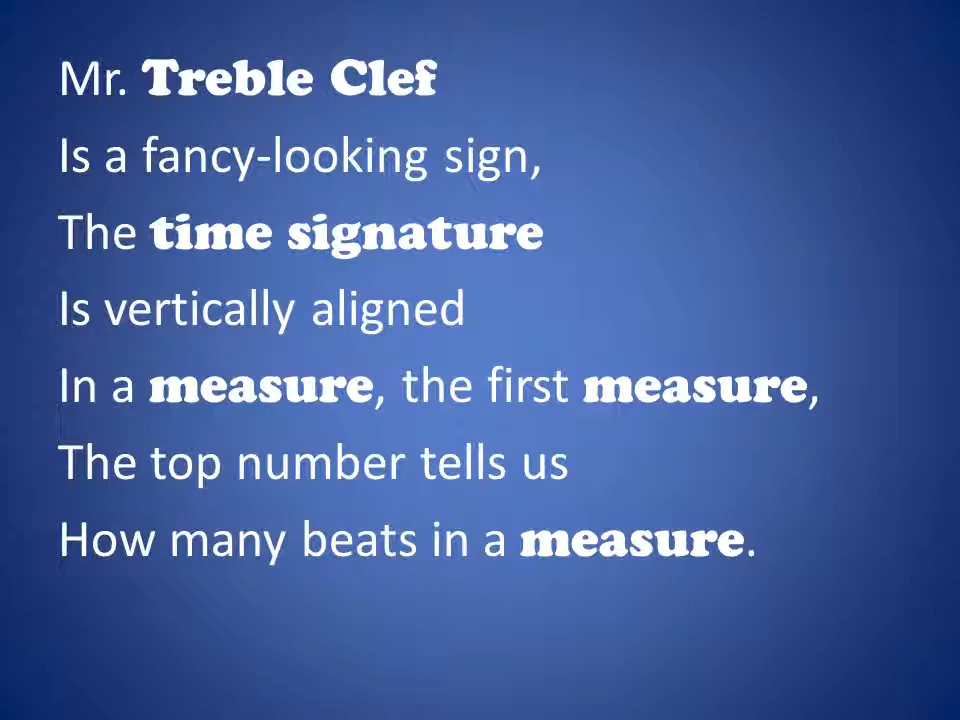 Mr. Treble Clef
Is a fancy-looking sign,
The time signature
Is vertically aligned
In a measure, the first measure,
The top number tells us
How many beats in a measure.